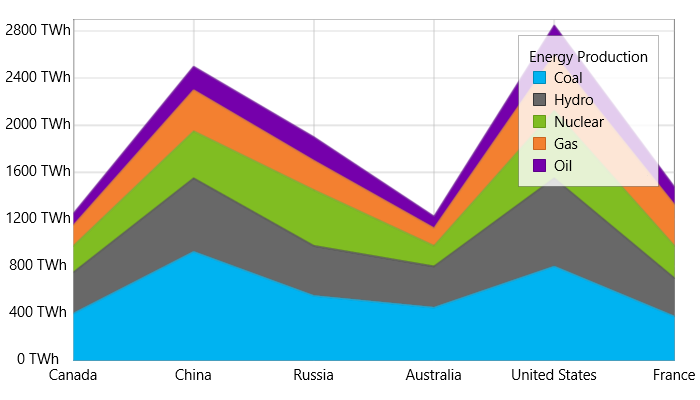 2800 TWh
2400 TWh
2000 TWh
1600 TWh
1200 TWh
800 TWh
400 TWh
0 TWh
Canada
China
Russia
Australia
United States
France
Energy Production
Coal
Hydro
Nuclear
Gas
Oil